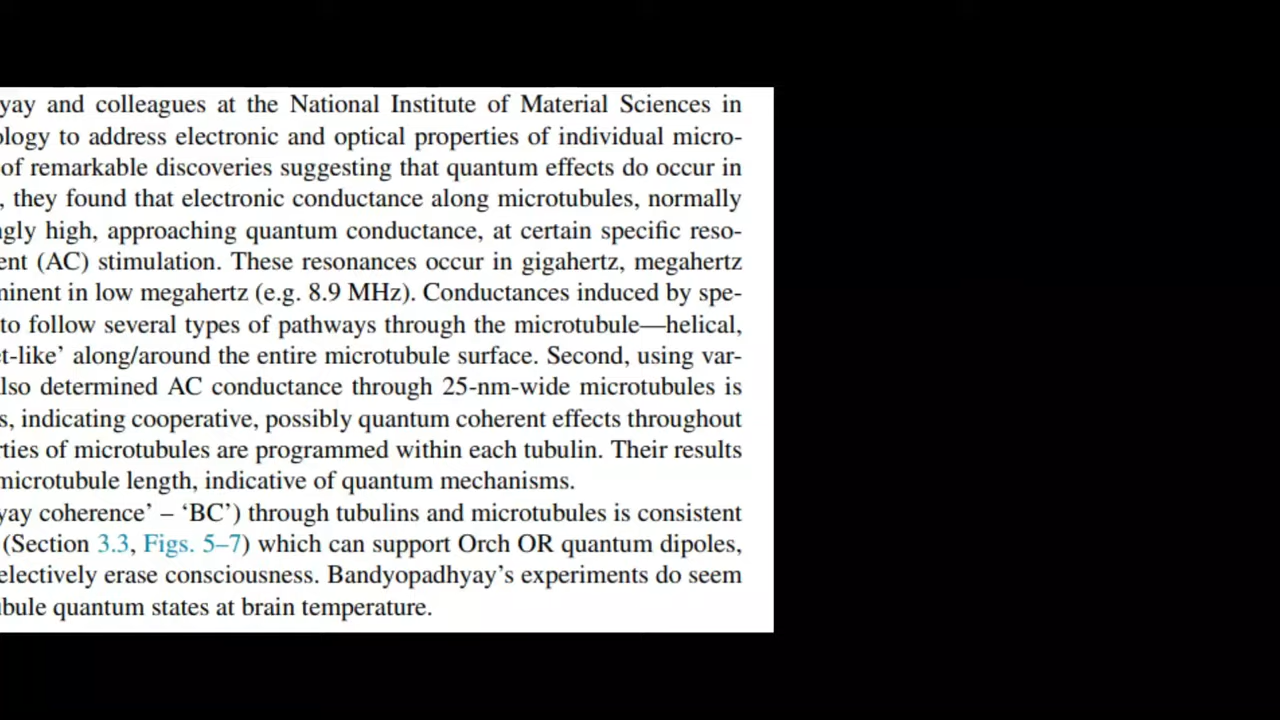 yay and colleagues at the National Institute of Material Sciences in
ology to address electronic and optical properties of individual micro-
of remarkable discoveries suggesting that quantum effects do occur in
, they found that electronic conductance along microtubules, normally
ngly high, approaching quantum conductance, at certain specific reso-
ent (AC) stimulation. These resonances occur in gigahertz, megahertz
minent in low megahertz (e.g. 8.9 MHz). Conductances induced by spe-
to follow several types of pathways through the microtubule—helical,
et-like’ along/around the entire microtubule surface. Second, using var-
lso determined AC conductance through 25-nm-wide microtubules is
s, indicating cooperative, possibly quantum coherent effects throughout
rties of microtubules are programmed within each tubulin. Their results
microtubule length, indicative of quantum mechanisms.
yay coherence’ – ‘BC’) through tubulins and microtubules is consistent
(Section 3.3, Figs. 5–7) which can support Orch OR quantum dipoles,
electively erase consciousness. Bandyopadhyay’s experiments do seem
bule quantum states at brain temperature.